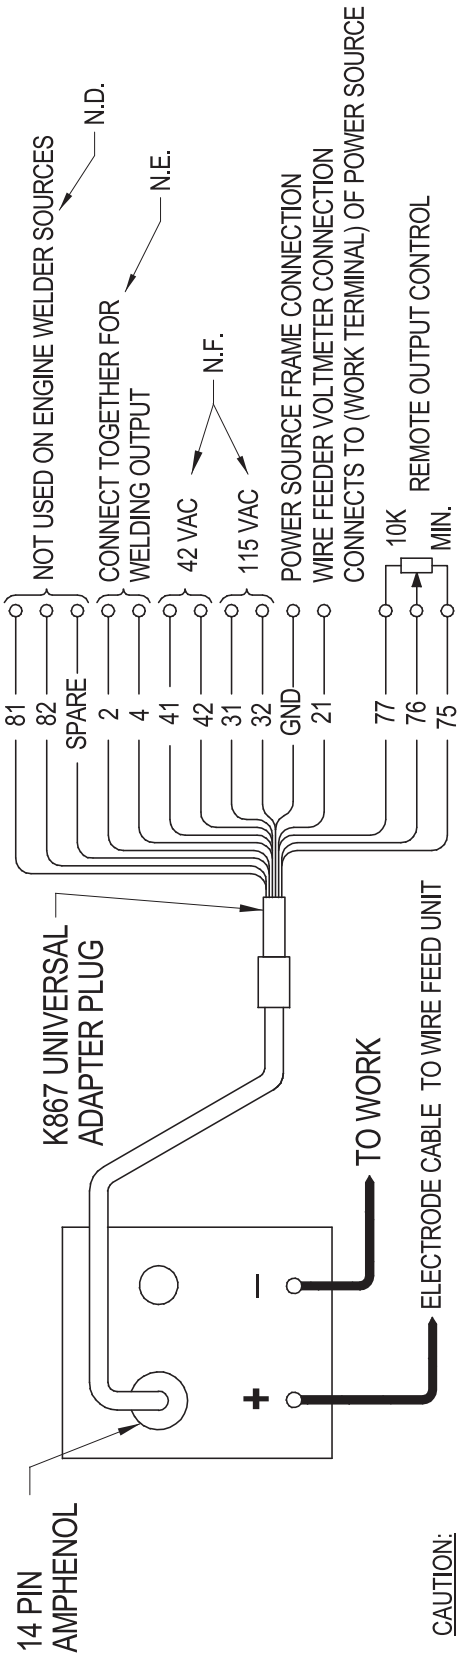 14 PIN
AMPHENOL
K867 UNIVERSAL
ADAPTER PLUG
81
82
SPARE
2
4
41
42
31
32
GND
21
77
76
75
NOT USED ON ENGINE WELDER SOURCES
N.D.
CONNECT TOGETHER FOR
WELDING OUTPUT
N.E.
42 VAC
115 VAC
N.F.
POWER SOURCE FRAME CONNECTION
WIRE FEEDER VOLTMETER CONNECTION
CONNECTS TO (WORK TERMINAL) OF POWER SOURCE
10K
REMOTE OUTPUT CONTROL
MIN.
+
–
TO WORK
ELECTRODE CABLE TO WIRE FEED UNIT
CAUTION: